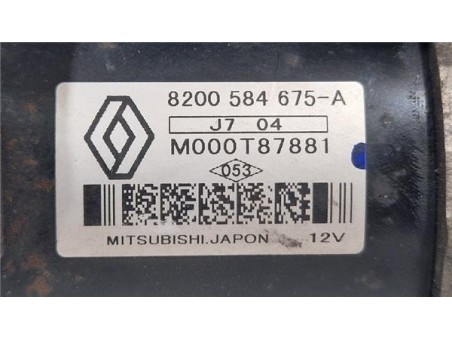 8200 584 675-A
J7 04
M000T87881
053
MITSUBISHI.JAPON 12V